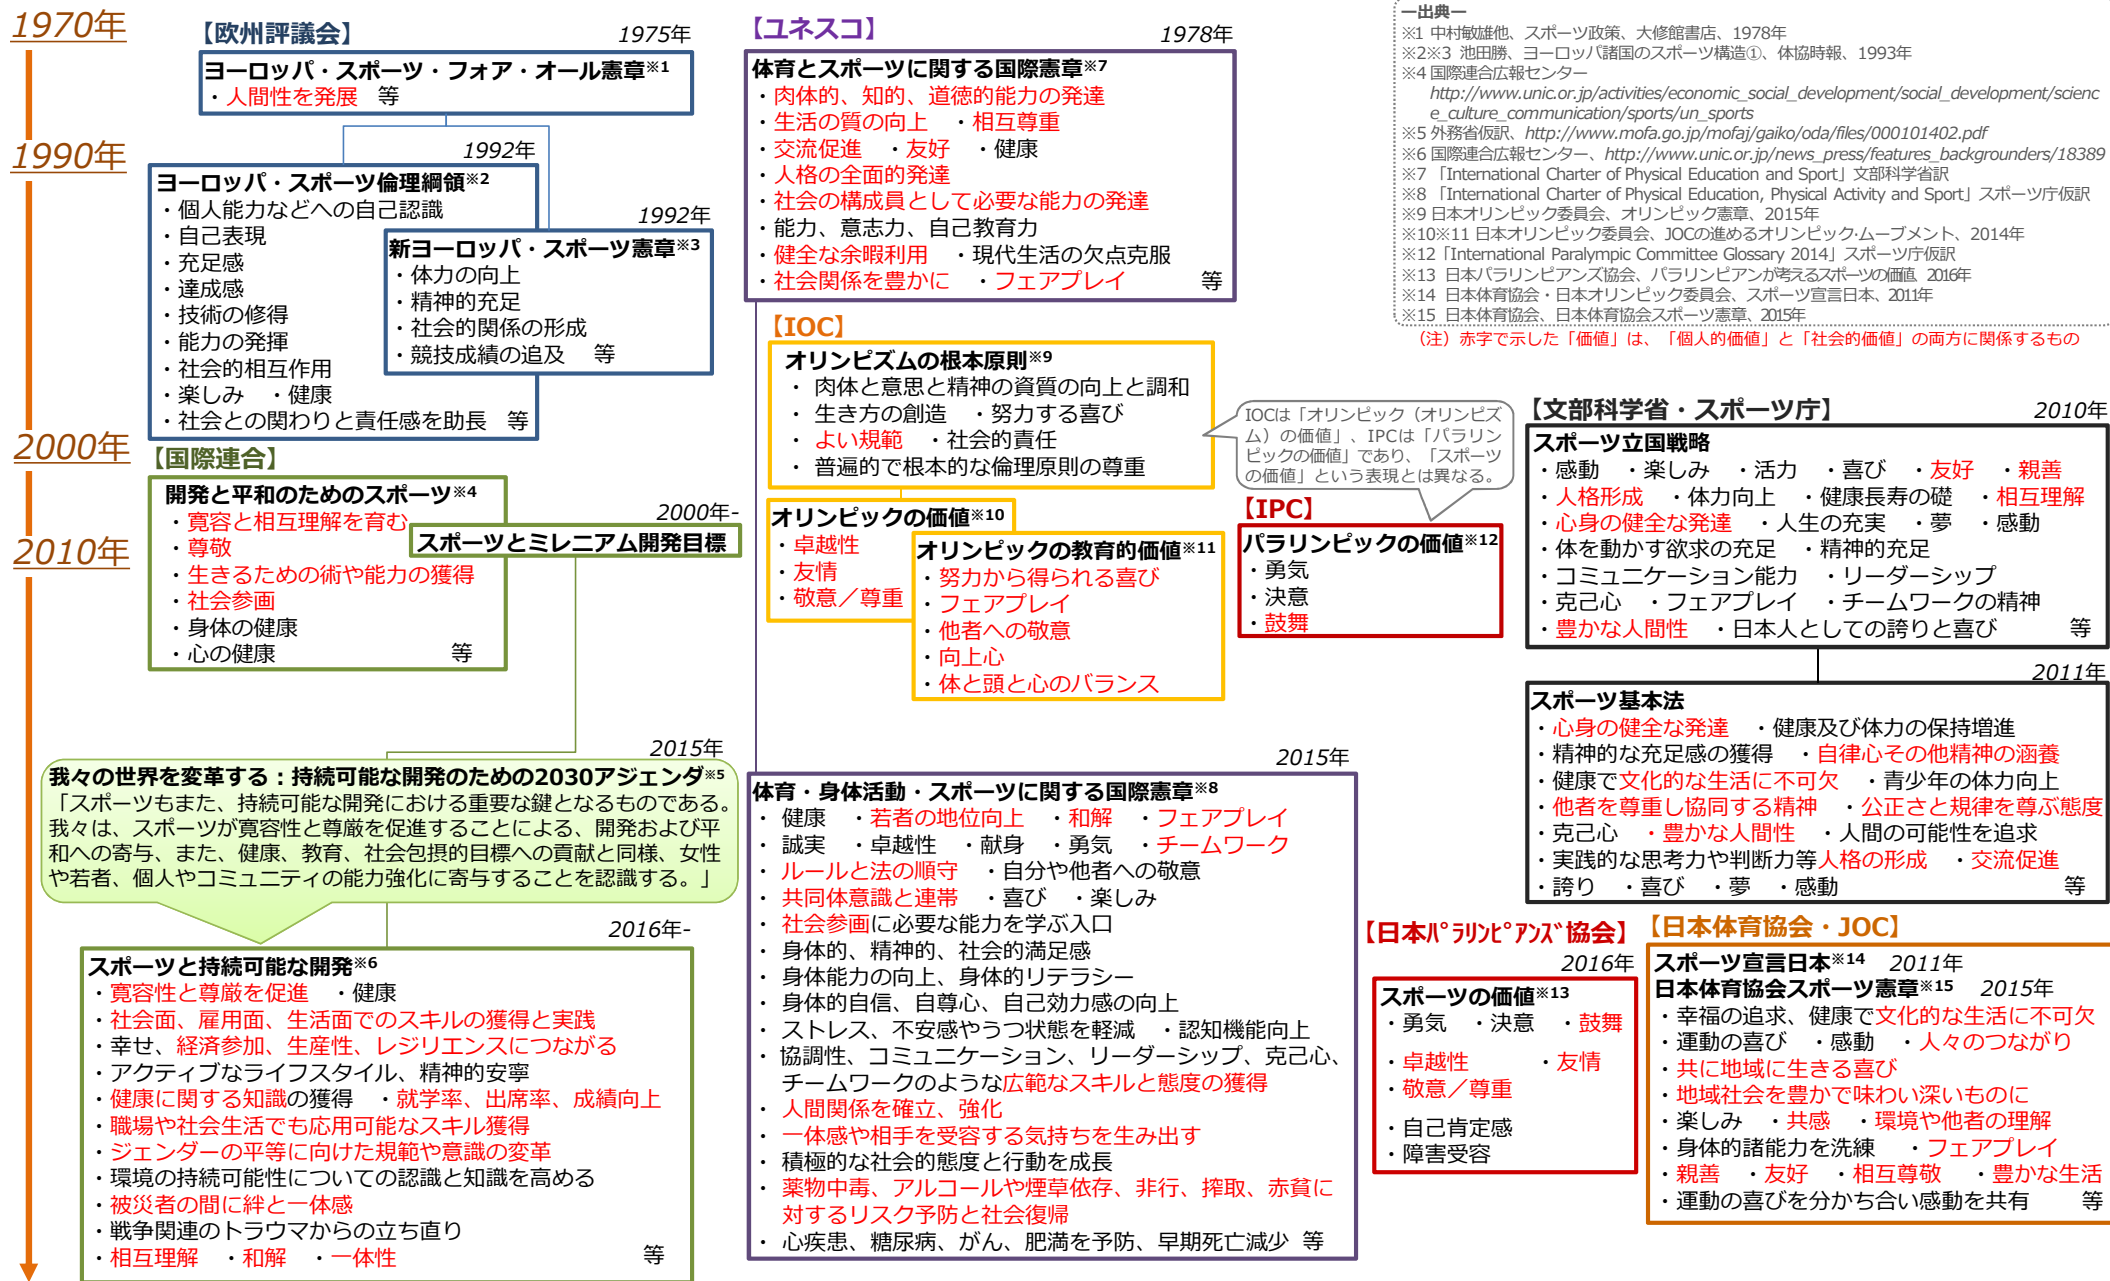 1970年
1990年
2000年
2010年
【欧州評議会】
1975年
ヨーロッパ・スポーツ・フォア・オール憲章※1
・人間性を発展 等
1992年
ヨーロッパ・スポーツ倫理綱領※2
・個人能力などへの自己認識
・自己表現
・充足感
・達成感
・技術の修得
・能力の発揮
・社会的相互作用
・楽しみ ・健康
・社会との関わりと責任感を助長 等
1992年
新ヨーロッパ・スポーツ憲章※3
・体力の向上
・精神的充足
・社会的関係の形成
・競技成績の追及 等
【国際連合】
開発と平和のためのスポーツ※4
・寛容と相互理解を育む
・尊敬
・生きるための術や能力の獲得
・社会参画
・身体の健康
・心の健康 等
2000年-
スポーツとミレニアム開発目標
2015年
我々の世界を変革する：持続可能な開発のための2030アジェンダ※5
「スポーツもまた、持続可能な開発における重要な鍵となるものである。
我々は、スポーツが寛容性と尊厳を促進することによる、開発および平
和への寄与、また、健康、教育、社会包摂的目標への貢献と同様、女性
や若者、個人やコミュニティの能力強化に寄与することを認識する。」
2016年-
スポーツと持続可能な開発※6
・寛容性と尊厳を促進 ・健康
・社会面、雇用面、生活面でのスキルの獲得と実践
・幸せ、経済参加、生産性、レジリエンスにつながる
・アクティブなライフスタイル、精神的安寧
・健康に関する知識の獲得 ・就学率、出席率、成績向上
・職場や社会生活でも応用可能なスキル獲得
・ジェンダーの平等に向けた規範や意識の変革
・環境の持続可能性についての認識と知識を高める
・被災者の間に絆と一体感
・戦争関連のトラウマからの立ち直り
・相互理解 ・和解 ・一体性 等
【ユネスコ】
1978年
体育とスポーツに関する国際憲章※7
・肉体的、知的、道徳的能力の発達
・生活の質の向上 ・相互尊重
・交流促進 ・友好 ・健康
・人格の全面的発達
・社会の構成員として必要な能力の発達
・能力、意志力、自己教育力
・健全な余暇利用 ・現代生活の欠点克服
・社会関係を豊かに ・フェアプレイ 等
【IOC】
オリンピズムの根本原則※9
・ 肉体と意思と精神の資質の向上と調和
・ 生き方の創造 ・努力する喜び
・ よい規範 ・社会的責任
・ 普遍的で根本的な倫理原則の尊重
オリンピックの価値※10
・卓越性
・友情
・敬意／尊重
オリンピックの教育的価値※11
・努力から得られる喜び
・フェアプレイ
・他者への敬意
・向上心
・体と頭と心のバランス
IOCは「オリンピック（オリンピズ
ム）の価値」、IPCは「パラリン
ピックの価値」であり、「スポーツ
の価値」という表現とは異なる。
【IPC】
パラリンピックの価値※12
・勇気
・決意
・鼓舞
2015年
体育・身体活動・スポーツに関する国際憲章※8
・ 健康 ・若者の地位向上 ・和解 ・フェアプレイ
・ 誠実 ・卓越性 ・献身 ・勇気 ・チームワーク
・ ルールと法の順守 ・自分や他者への敬意
・ 共同体意識と連帯 ・喜び ・楽しみ
・ 社会参画に必要な能力を学ぶ入口
・ 身体的、精神的、社会的満足感
・ 身体能力の向上、身体的リテラシー
・ 身体的自信、自尊心、自己効力感の向上
・ ストレス、不安感やうつ状態を軽減 ・認知機能向上
・ 協調性、コミュニケーション、リーダーシップ、克己心、
チームワークのような広範なスキルと態度の獲得
・ 人間関係を確立、強化
・ 一体感や相手を受容する気持ちを生み出す
・ 積極的な社会的態度と行動を成長
・ 薬物中毒、アルコールや煙草依存、非行、搾取、赤貧に
対するリスク予防と社会復帰
・ 心疾患、糖尿病、がん、肥満を予防、早期死亡減少 等
―出典―
※1 中村敏雄他、スポーツ政策、大修館書店、1978年
※2※3 池田勝、ヨーロッパ諸国のスポーツ構造①、体協時報、1993年
※4 国際連合広報センター
http://www.unic.or.jp/activities/economic_social_development/social_development/scienc
e_culture_communication/sports/un_sports
※5 外務省仮訳、http://www.mofa.go.jp/mofaj/gaiko/oda/files/000101402.pdf
※6 国際連合広報センター、http://www.unic.or.jp/news_press/features_backgrounders/18389
※7 「International Charter of Physical Education and Sport」文部科学省訳
※8 「International Charter of Physical Education, Physical Activity and Sport」スポーツ庁仮訳
※9 日本オリンピック委員会、オリンピック憲章、2015年
※10※11 日本オリンピック委員会、JOCの進めるオリンピック・ムーブメント、2014年
※12「International Paralympic Committee Glossary 2014」スポーツ庁仮訳
※13 日本パラリンピアンズ協会、パラリンピアンが考えるスポーツの価値、2016年
※14 日本体育協会・日本オリンピック委員会、スポーツ宣言日本、2011年
※15 日本体育協会、日本体育協会スポーツ憲章、2015年
（注）赤字で示した「価値」は、「個人的価値」と「社会的価値」の両方に関係するもの
【文部科学省・スポーツ庁】
2010年
スポーツ立国戦略
・感動 ・楽しみ ・活力 ・喜び ・友好 ・親善
・人格形成 ・体力向上 ・健康長寿の礎 ・相互理解
・心身の健全な発達 ・人生の充実 ・夢 ・感動
・体を動かす欲求の充足 ・精神的充足
・コミュニケーション能力 ・リーダーシップ
・克己心 ・フェアプレイ ・チームワークの精神
・豊かな人間性 ・日本人としての誇りと喜び 等
2011年
スポーツ基本法
・心身の健全な発達 ・健康及び体力の保持増進
・精神的な充足感の獲得 ・自律心その他精神の涵養
・健康で文化的な生活に不可欠 ・青少年の体力向上
・他者を尊重し協同する精神 ・公正さと規律を尊ぶ態度
・克己心 ・豊かな人間性 ・人間の可能性を追求
・実践的な思考力や判断力等人格の形成 ・交流促進
・誇り ・喜び ・夢 ・感動 等
【日本ﾊﾟﾗﾘﾝﾋﾟｱﾝｽﾞ協会】
2016年
スポーツの価値※13
・勇気 ・決意 ・鼓舞
・卓越性 ・友情
・敬意／尊重
・自己肯定感
・障害受容
【日本体育協会・JOC】
スポーツ宣言日本※14 2011年
日本体育協会スポーツ憲章※15 2015年
・幸福の追求、健康で文化的な生活に不可欠
・運動の喜び ・感動 ・人々のつながり
・共に地域に生きる喜び
・地域社会を豊かで味わい深いものに
・楽しみ ・共感 ・環境や他者の理解
・身体的諸能力を洗練 ・フェアプレイ
・親善 ・友好 ・相互尊敬 ・豊かな生活
・運動の喜びを分かち合い感動を共有 等